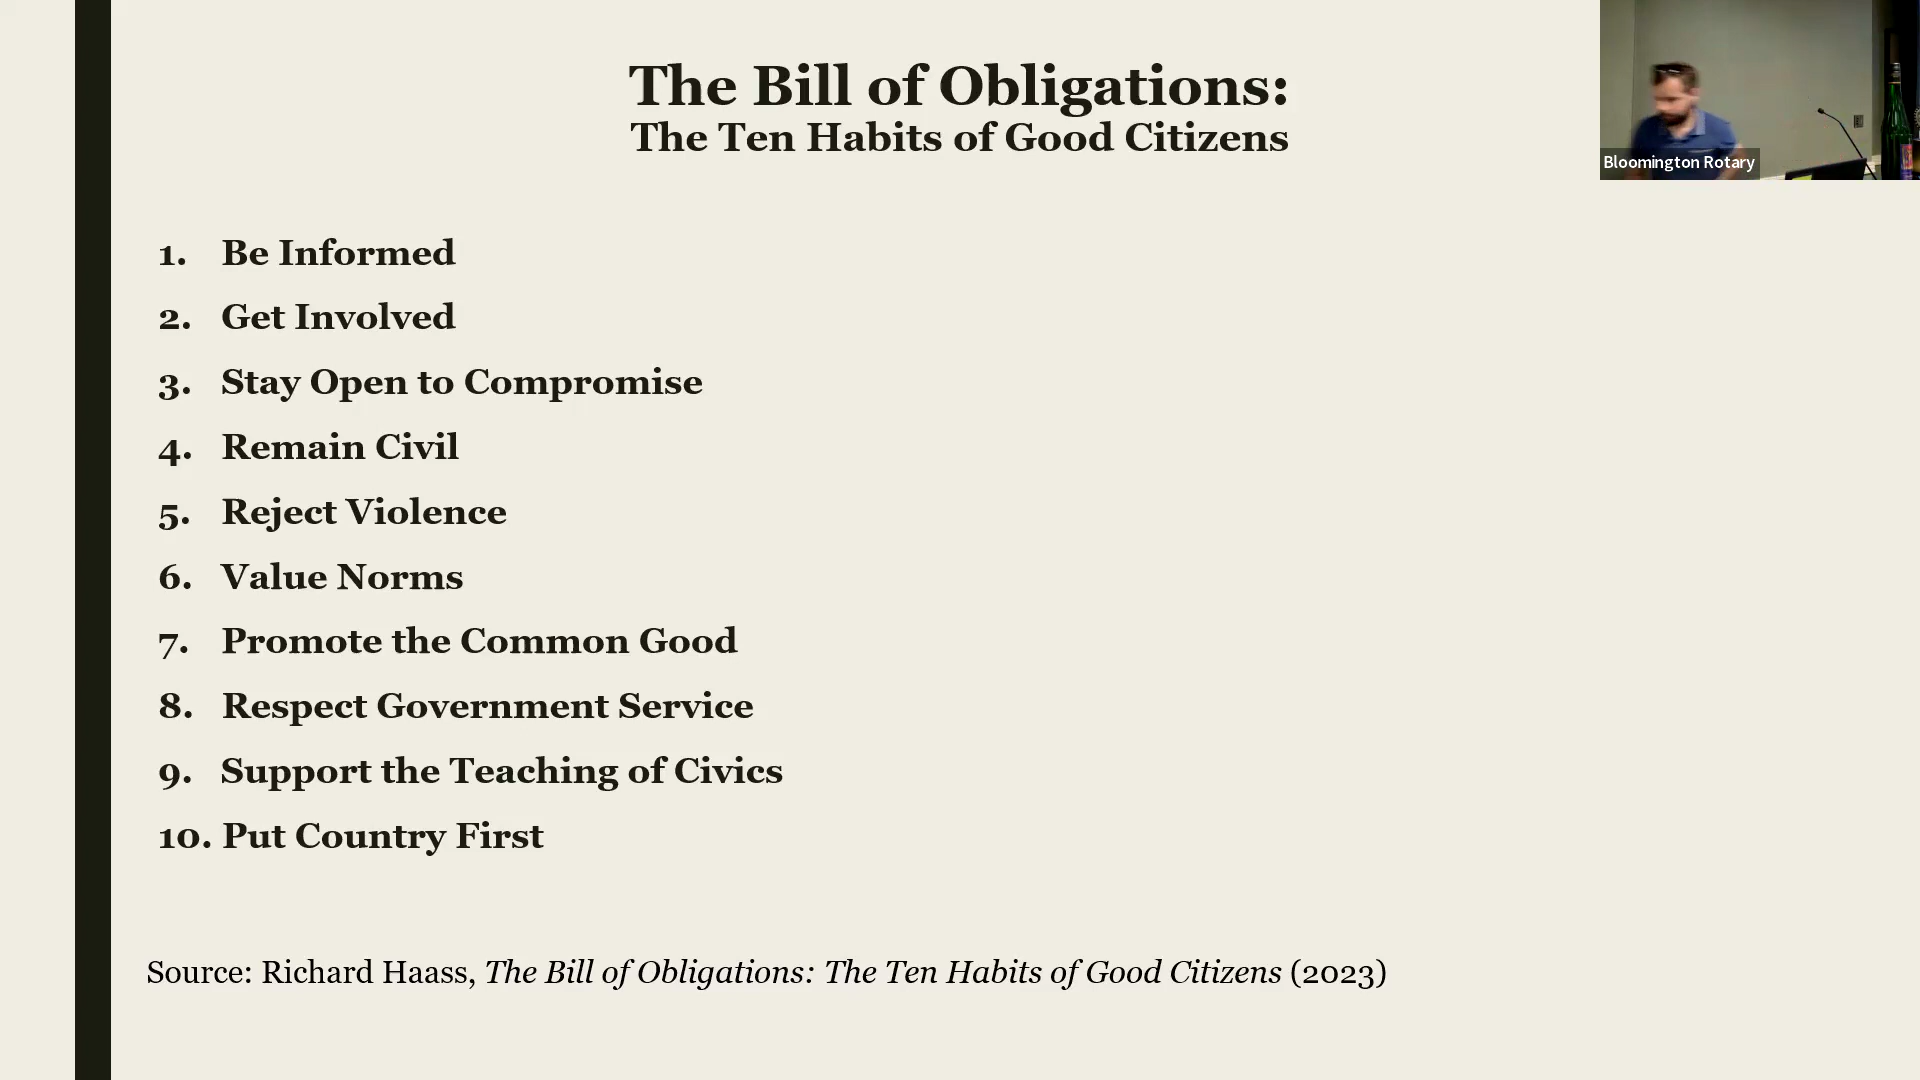 The Bill of Obligations:
The Ten Habits of Good Citizens
Bloomington Rotary
1. Be Informed
2. Get Involved
3. Stay Open to Compromise
4. Remain Civil
5. Reject Violence
6. Value Norms
7. Promote the Common Good
8. Respect Government Service
9. Support the Teaching of Civics
10. Put Country First
Source: Richard Haass, The Bill of Obligations: The Ten Habits of Good Citizens (2023)